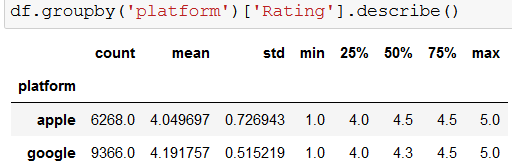 df.groupby('platform')['Rating'].describe()
count mean std min 25% 50% 75% max
platform
apple 6268.0 4.049697 0.726943 1.0 4.0 4.5 4.5 5.0
google 9366.0 4.191757 0.515219 1.0 4.0 4.3 4.5 5.0